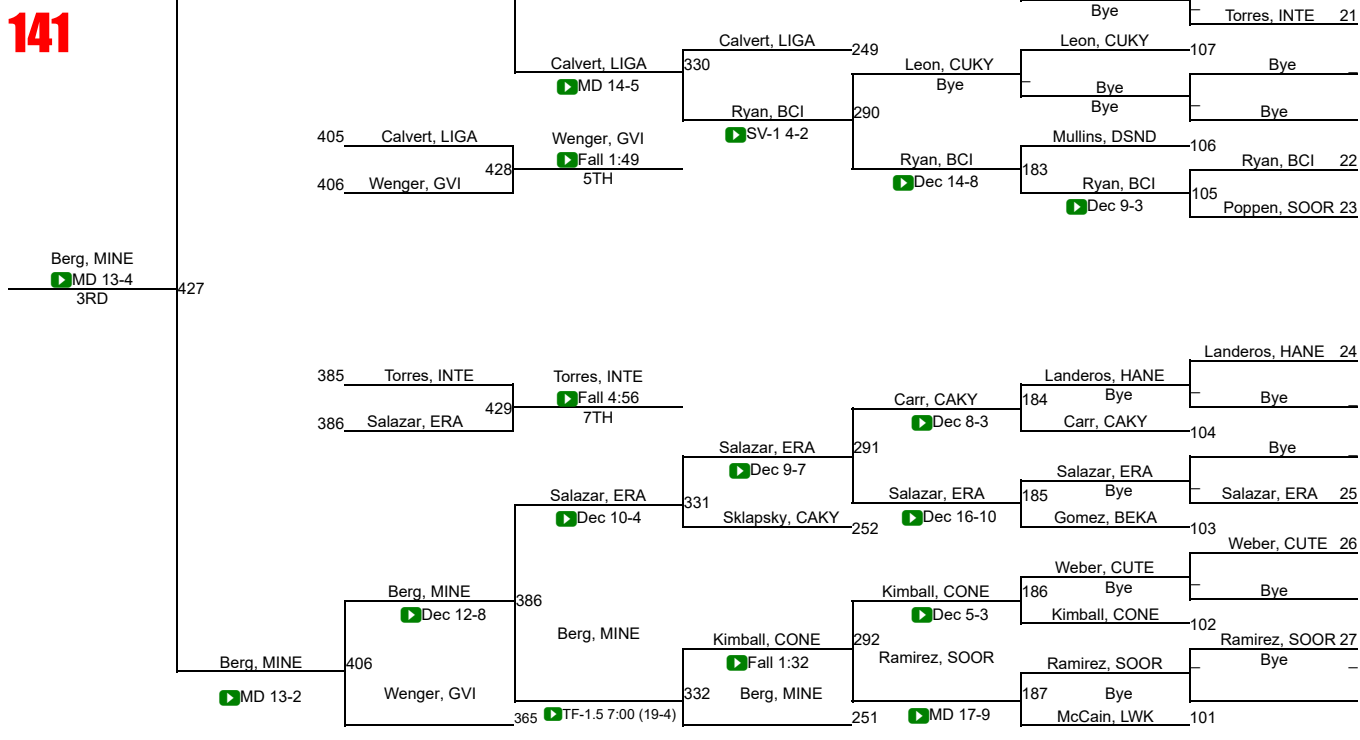 141
Bye
Torres, INTE 21
Calvert, LIGA
249
Leon, CUKY
107
Calvert, LIGA
330
Leon, CUKY
Bye
MD 14-5
Bye
Bye
Bye
Bye
Ryan, BCI
290
SV-1 4-2
405 Calvert, LIGA
Wenger, GVI
Mullins, DSND
106
Fall 1:49
428
5TH
Ryan, BCI
Ryan, BCI 22
183
406 Wenger, GVI
Dec 14-8
Ryan, BCI
105
Dec 9-3
Poppen, SOOR 23
Berg, MINE
MD 13-4
3RD
427
Landeros, HANE 24
385 Torres, INTE
Torres, INTE
Landeros, HANE
Fall 4:56
Carr, CAKY
184
Bye
Bye
429
7TH
386 Salazar, ERA
Dec 8-3
Carr, CAKY
104
Salazar, ERA
291
Bye
Dec 9-7
Salazar, ERA
Salazar, ERA
Salazar, ERA
185
Bye
Salazar, ERA 25
331
Dec 10-4
Sklapsky, CAKY
252
Dec 16-10
Gomez, BEKA
103
Weber, CUTE 26
Weber, CUTE
Berg, MINE
386
Kimball, CONE
186
Bye
Bye
Dec 12-8
Dec 5-3
Kimball, CONE
102
Berg, MINE
Kimball, CONE
292
Ramirez, SOOR 27
Berg, MINE
406
Fall 1:32
Ramirez, SOOR
Ramirez, SOOR
Bye
MD 13-2
Wenger, GVI
332
Berg, MINE
187
Bye
365
TF-1.5 7:00 (19-4)
251
MD 17-9
McCain, LWK
101